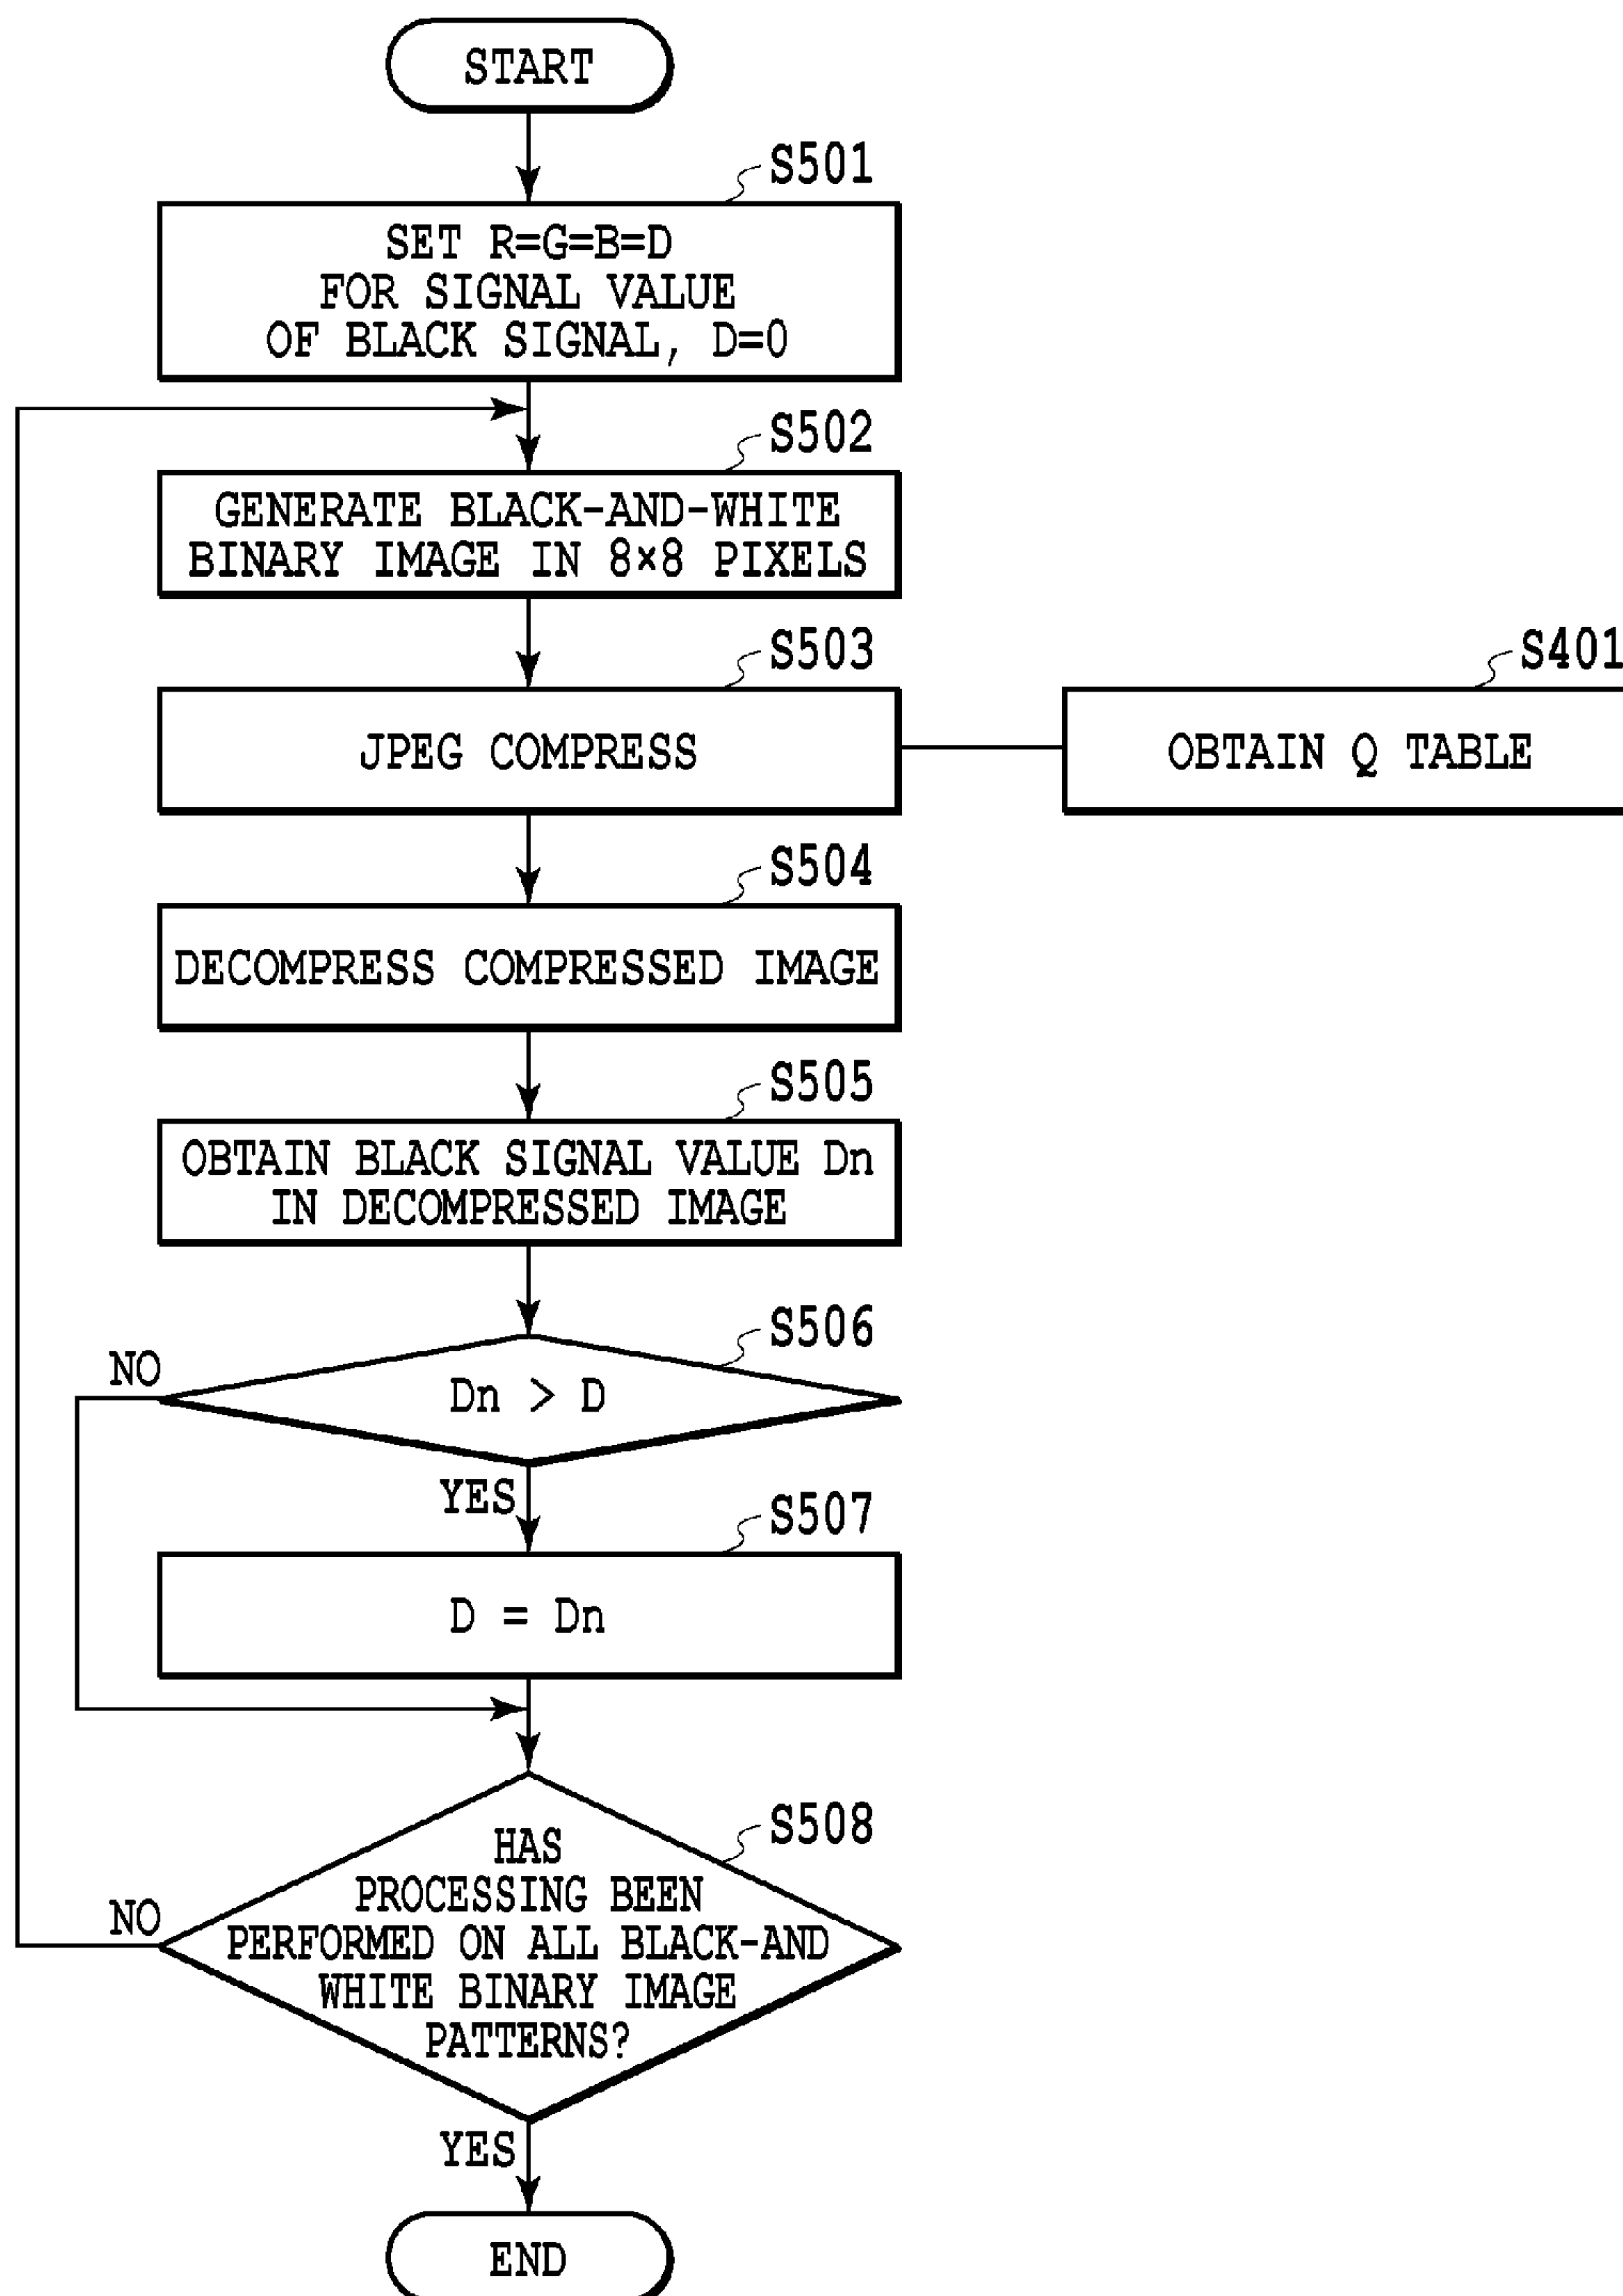 START
S501
SET R=G=B=D
FOR SIGNAL VALUE
OF BLACK SIGNAL, D=0
S502
GENERATE BLACK-AND-WHITE
BINARY IMAGE IN 8×8 PIXELS
S503
JPEG COMPRESS
S401
OBTAIN Q TABLE
S504
DECOMPRESS COMPRESSED IMAGE
S505
OBTAIN BLACK SIGNAL VALUE Dn
IN DECOMPRESSED IMAGE
S506
NO
Dn > D
YES
S507
D = Dn
S508
HAS
PROCESSING BEEN
NO
PERFORMED ON ALL BLACK-AND
WHITE BINARY IMAGE
PATTERNS?
YES
END